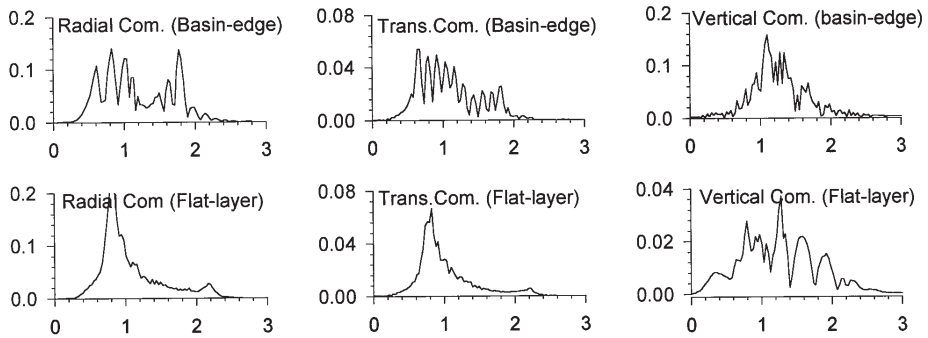 Radial Com. (Basin-edge)
0.2
0.1
0.0
0 1 2 3
Trans.Com. (Basin-edge)
0.08
0.04
0.00
0 1 2 3
Vertical Com. (basin-edge)
0.2
0.1
0.0
0 1 2 3
Radial Com (Flat-layer)
0.2
0.1
0.0
0 1 2 3
Trans.Com. (Flat-layer)
0.08
0.04
0.00
0 1 2 3
Vertical Com. (Flat-layer)
0.04
0.02
0.00
0 1 2 3